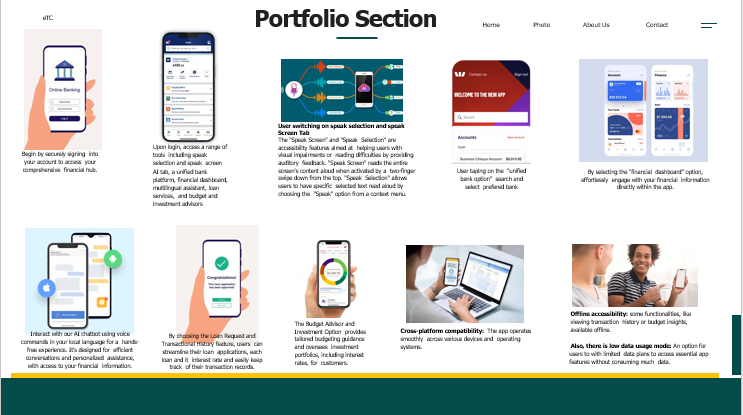 eTC
Portfolio Section
Home
Photo
About Us
Contact
Online Banking
Log In
Begin by securely signing into
your account to access your
comprehensive financial hub.
Upon login, access a range of
tools including speak
selection and speak screen
AI tab, a unified bank
platform, financial dashboard,
multilingual assistant, loan
services, and budget and
investment advisors
User switching on speak selection and speak
Screen Tab
The "Speak Screen" and "Speak Selection" are
accessibility features aimed at helping users with
visual impairments or reading difficulties by providing
auditory feedback. "Speak Screen" reads the entire
screen's content aloud when activated by a two-finger
swipe down from the top. "Speak Selection" allows
users to have specific selected text read aloud by
choosing the "Speak" option from a context menu.
Contact us
Sign out
WELCOME TO THE NEW APP
Search
Accounts
Cash
Business Cheque Account
User taping on the "unified
bank option" search and
select prefered bank
Account
Finance
By selecting the "financial dashboard" option,
effortlessly engage with your financial information
directly within the app.
Interact with our AI chatbot using voice
commands in your local language for a hands-
free experience. It's designed for efficient
conversations and personalized assistance,
with access to your financial information.
Congratulations!
By choosing the Loan Request and
Transactional History feature, users can
streamline their loan applications, each
loan and it interest rate and easily keep
track of their transaction records.
The Budget Advisor and
Investment Option provides
tailored budgeting guidance
and oversees investment
portfolios, including interest
rates, for customers.
Cross-platform compatibility: The app operates
smoothly across various devices and operating
systems.
Offline accessibility: some functionalities, like
viewing transaction history or budget insights,
available offline.
Also, there is low data usage mode: An option for
users to with limited data plans to access essential app
features without consuming much data.